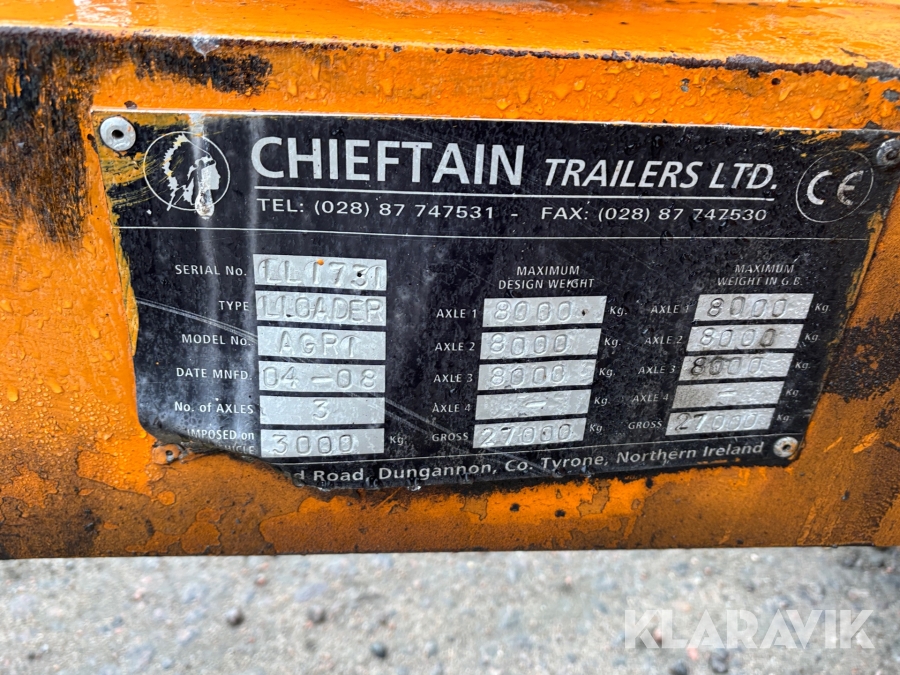 CHIEFTAIN TRAILERS LTD.
CE
TEL: (028) 87 747531 - FAX: (028) 87 747530
SERIAL No. LL1731
TYPE LLOADER
MODEL No. AGRI
DATE MNFD. 04-08
No. of AXLES 3
IMPOSED on
3000 Kg.
MAXIMUM
DESIGN WEIGHT
AXLE 1 8000 Kg.
AXLE 2 8000 Kg.
AXLE 3 8000 Kg.
AXLE 4 - Kg.
GROSS 27000 Kg.
MAXIMUM
WEIGHT IN G.B.
AXLE 1 8000 Kg.
AXLE 2 8000 Kg.
AXLE 3 8000 Kg.
AXLE 4 - Kg.
GROSS 27000 Kg.
Road, Dungannon, Co. Tyrone, Northern Ireland
KLARAVIK